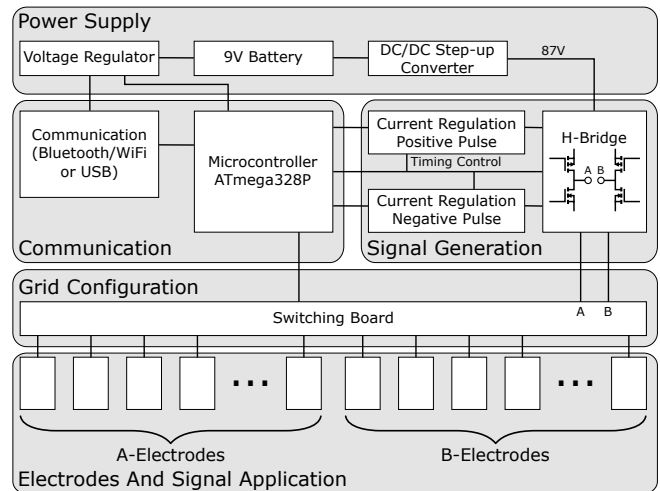 Power Supply
Voltage Regulator
9V Battery
DC/DC Step-up
Converter
87V
Communication
(Bluetooth/WiFi
or USB)
Microcontroller
ATmega328P
Current Regulation
Positive Pulse
Timing Control
Current Regulation
Negative Pulse
H-Bridge
A B
Communication
Signal Generation
Grid Configuration
A B
Switching Board
...
...
A-Electrodes
B-Electrodes
Electrodes And Signal Application